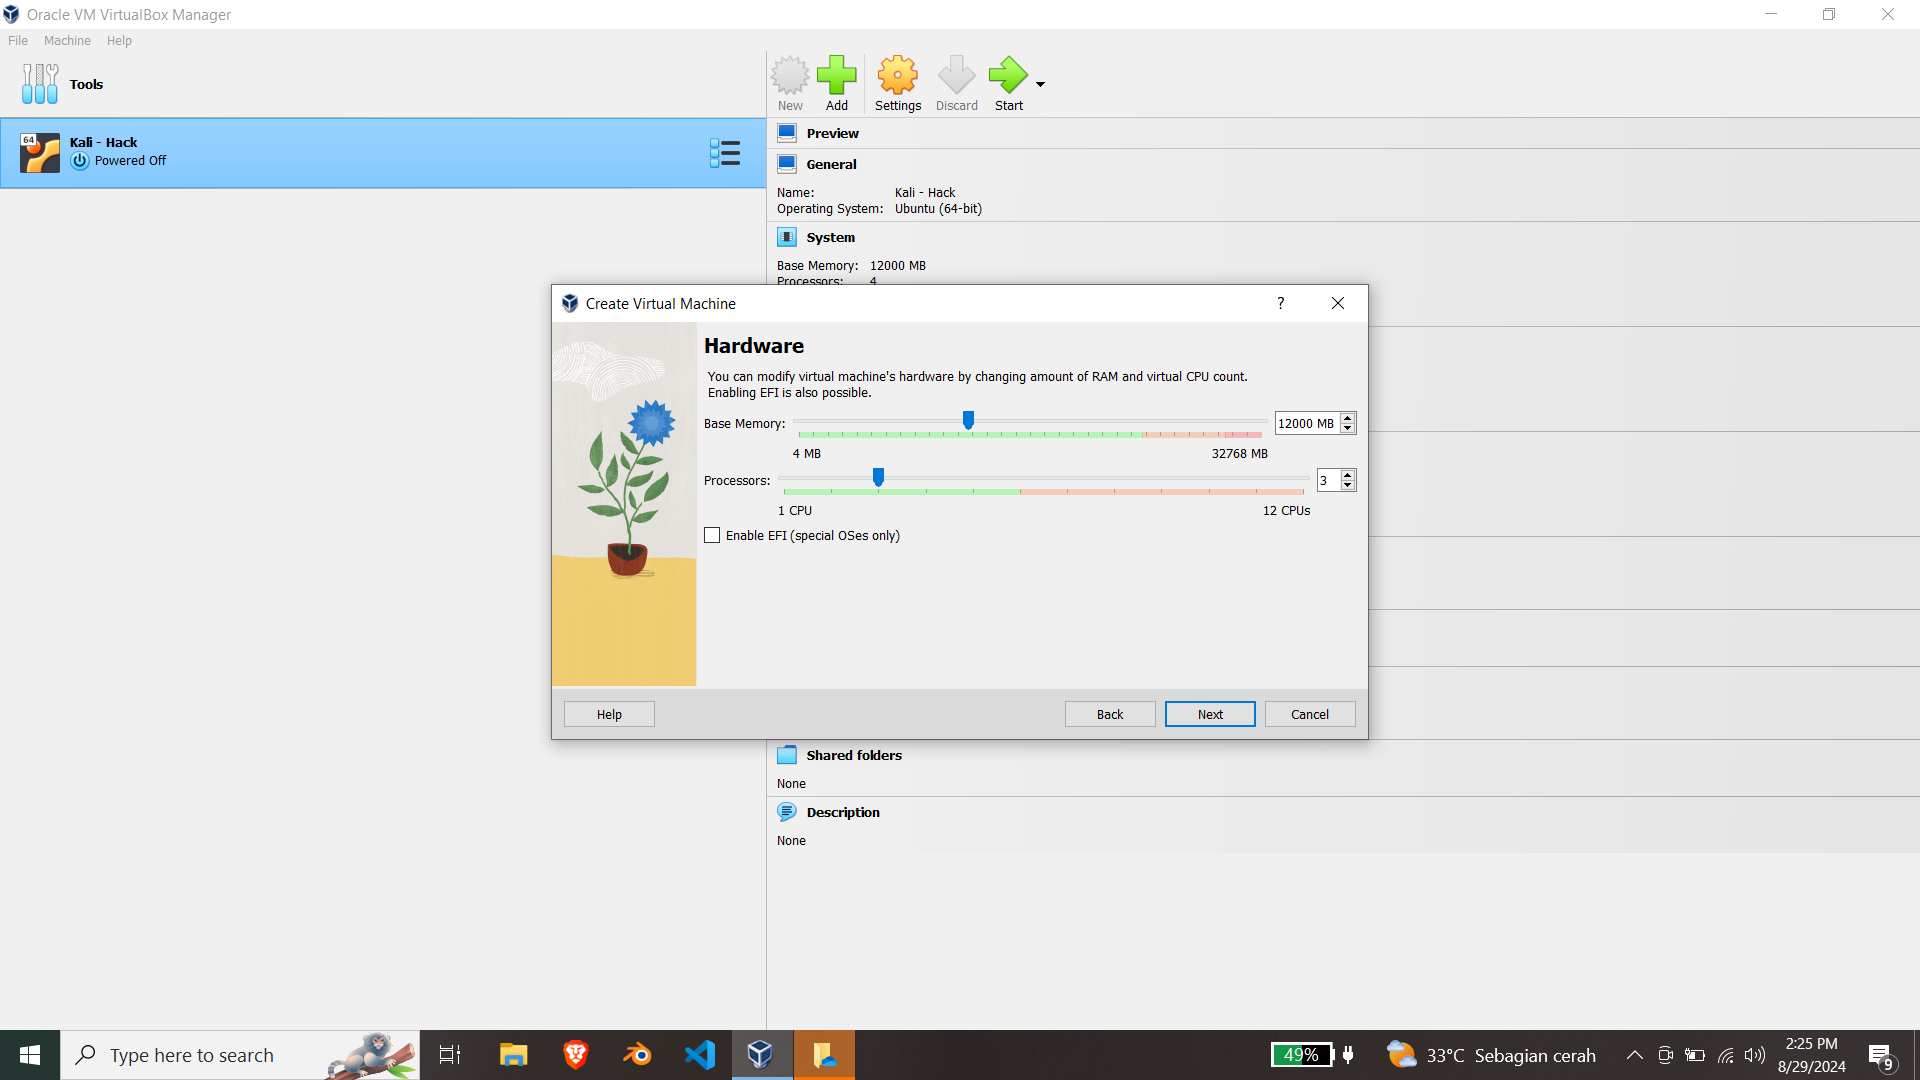 Oracle VM VirtualBox Manager
File Machine Help
Tools
New Add Settings Discard Start
64
Kali - Hack
Powered Off
Preview
General
Name: Kali - Hack
Operating System: Ubuntu (64-bit)
System
Base Memory: 12000 MB
Processors: 4
Create Virtual Machine
?
Hardware
You can modify virtual machine's hardware by changing amount of RAM and virtual CPU count.
Enabling EFI is also possible.
Base Memory: 12000 MB
4 MB 32768 MB
Processors: 3
1 CPU 12 CPUs
Enable EFI (special OSes only)
Help Back Next Cancel
Shared folders
None
Description
None
Type here to search
49%
33°C Sebagian cerah
2:25 PM
8/29/2024
9